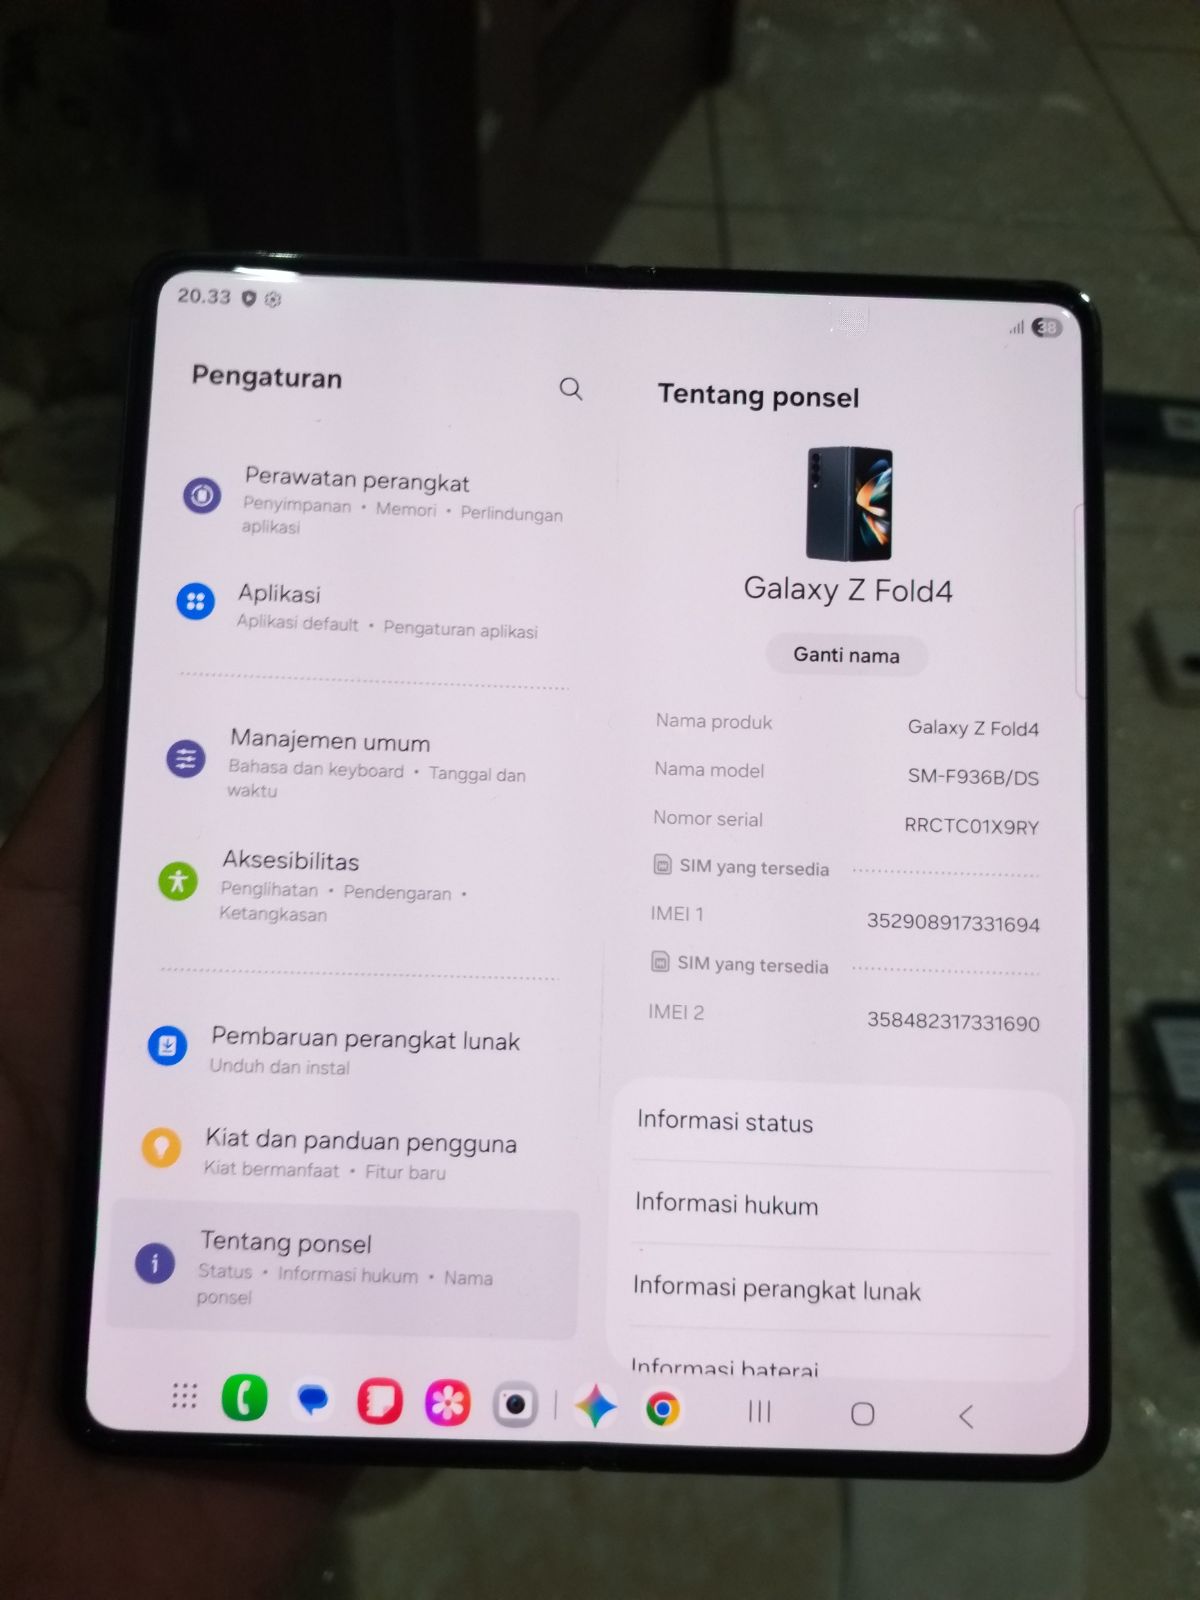 20.33
38
Pengaturan
Perawatan perangkat
Penyimpanan • Memori • Perlindungan
aplikasi
Aplikasi
Aplikasi default • Pengaturan aplikasi
Manajemen umum
Bahasa dan keyboard • Tanggal dan
waktu
Aksesibilitas
Penglihatan • Pendengaran •
Ketangkasan
Pembaruan perangkat lunak
Unduh dan instal
Kiat dan panduan pengguna
Kiat bermanfaat • Fitur baru
Tentang ponsel
Status • Informasi hukum • Nama
ponsel
Tentang ponsel
Galaxy Z Fold4
Ganti nama
Nama produk Galaxy Z Fold4
Nama model SM-F936B/DS
Nomor serial RRCTC01X9RY
SIM yang tersedia
IMEI 1 352908917331694
SIM yang tersedia
IMEI 2 358482317331690
Informasi status
Informasi hukum
Informasi perangkat lunak
Informasi baterai